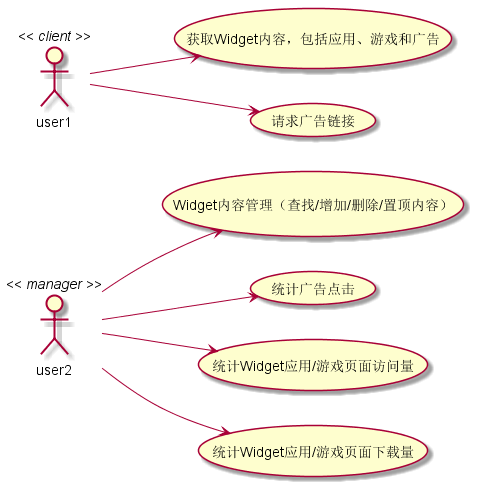 << client >>
user1
获取Widget内容，包括应用、游戏和广告
请求广告链接
Widget内容管理（查找/增加/删除/置顶内容）
<< manager >>
user2
统计广告点击
统计Widget应用/游戏页面访问量
统计Widget应用/游戏页面下载量